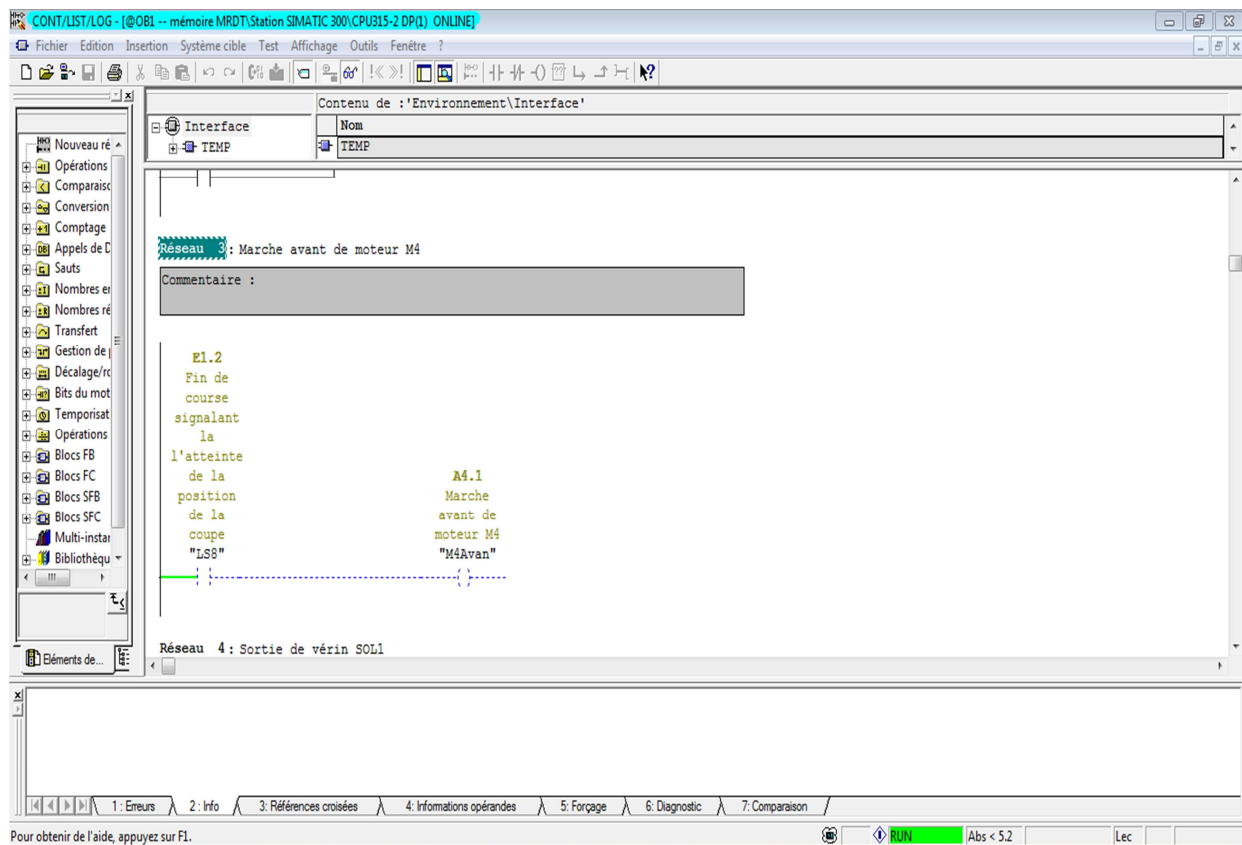 CONT/LIST/LOG - [@OB1 -- mémoire MRDT\Station SIMATIC 300\CPU315-2 DP(1) ONLINE]
Fichier Edition Insertion Système cible Test Affichage Outils Fenêtre ?
Contenu de :'Environnement\Interface'
Interface
TEMP
Nom
TEMP
Nouveau ré
Opérations
Comparaisc
Conversion
Comptage
Appels de D
Sauts
Nombres er
Nombres ré
Transfert
Gestion de
Décalage/rc
Bits du mot
Temporisat
Opérations
Blocs FB
Blocs FC
Blocs SFB
Blocs SFC
Multi-instar
Bibliothèqu
Eléments de...
Réseau 3 : Marche avant de moteur M4
Commentaire :
E1.2
Fin de
course
signalant
la
l'atteinte
de la
position
de la
coupe
"LS8"
A4.1
Marche
avant de
moteur M4
"M4Avan"
Réseau 4 : Sortie de vérin SOL1
1 : Erreurs 2 : Info 3: Références croisées 4: Informations opérandes 5: Forçage 6: Diagnostic 7: Comparaison
Pour obtenir de l'aide, appuyez sur F1.
RUN
Abs < 5.2
Lec